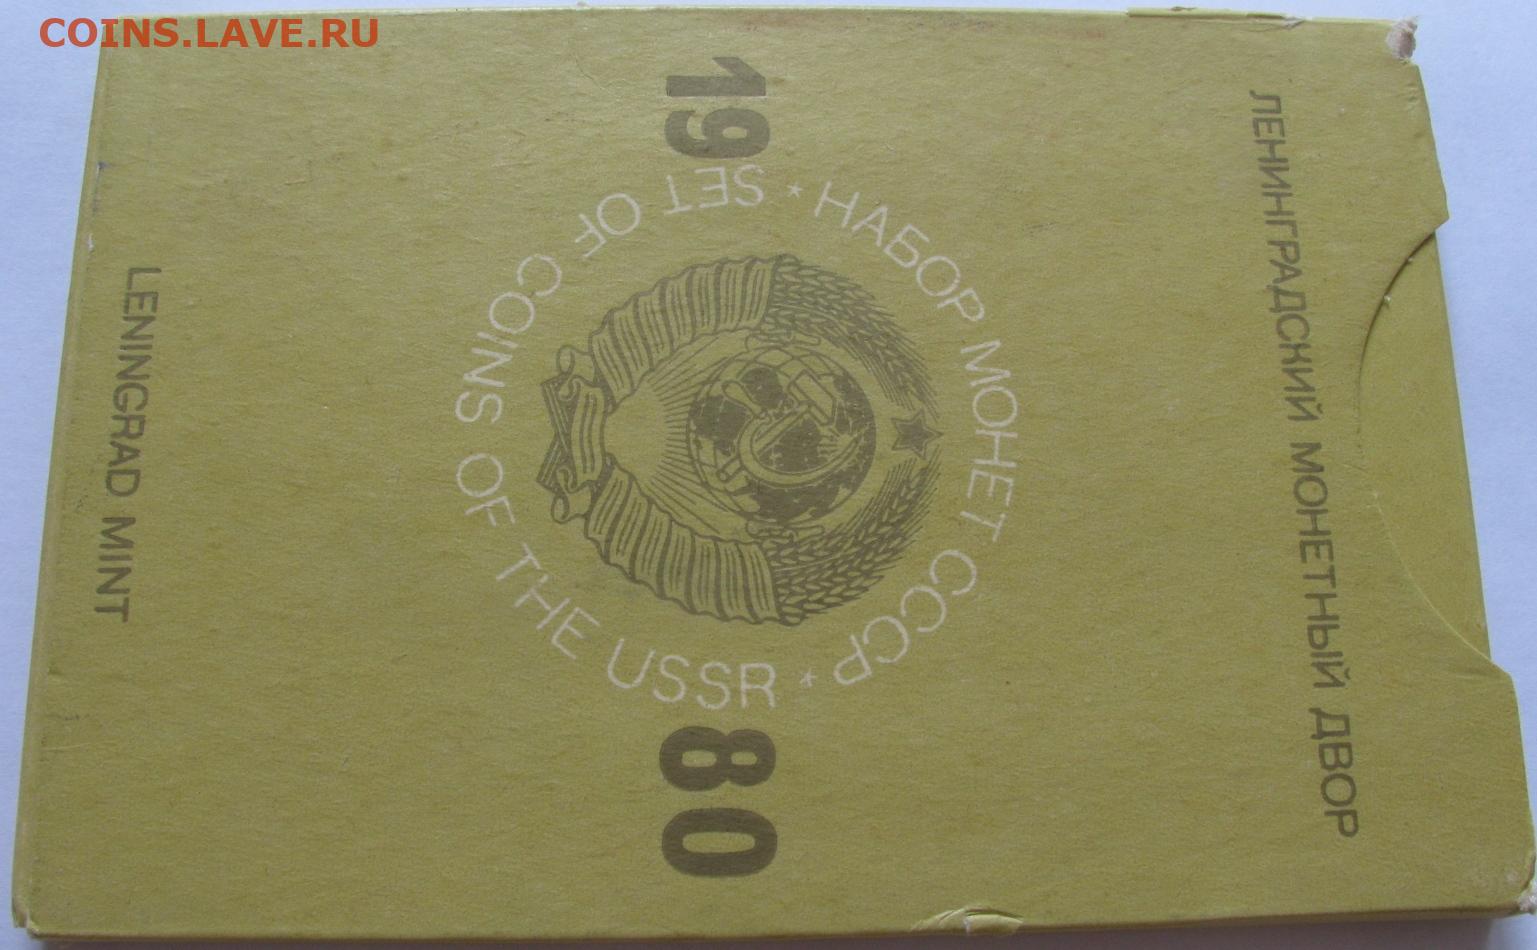 COINS.LAVE.RU
ЛЕНИНГРАДСКИЙ МОНЕТНЫЙ ДВОР
НАБОР МОНЕТ СССР
19 80
SET OF COINS OF THE USSR
LENINGRAD MINT